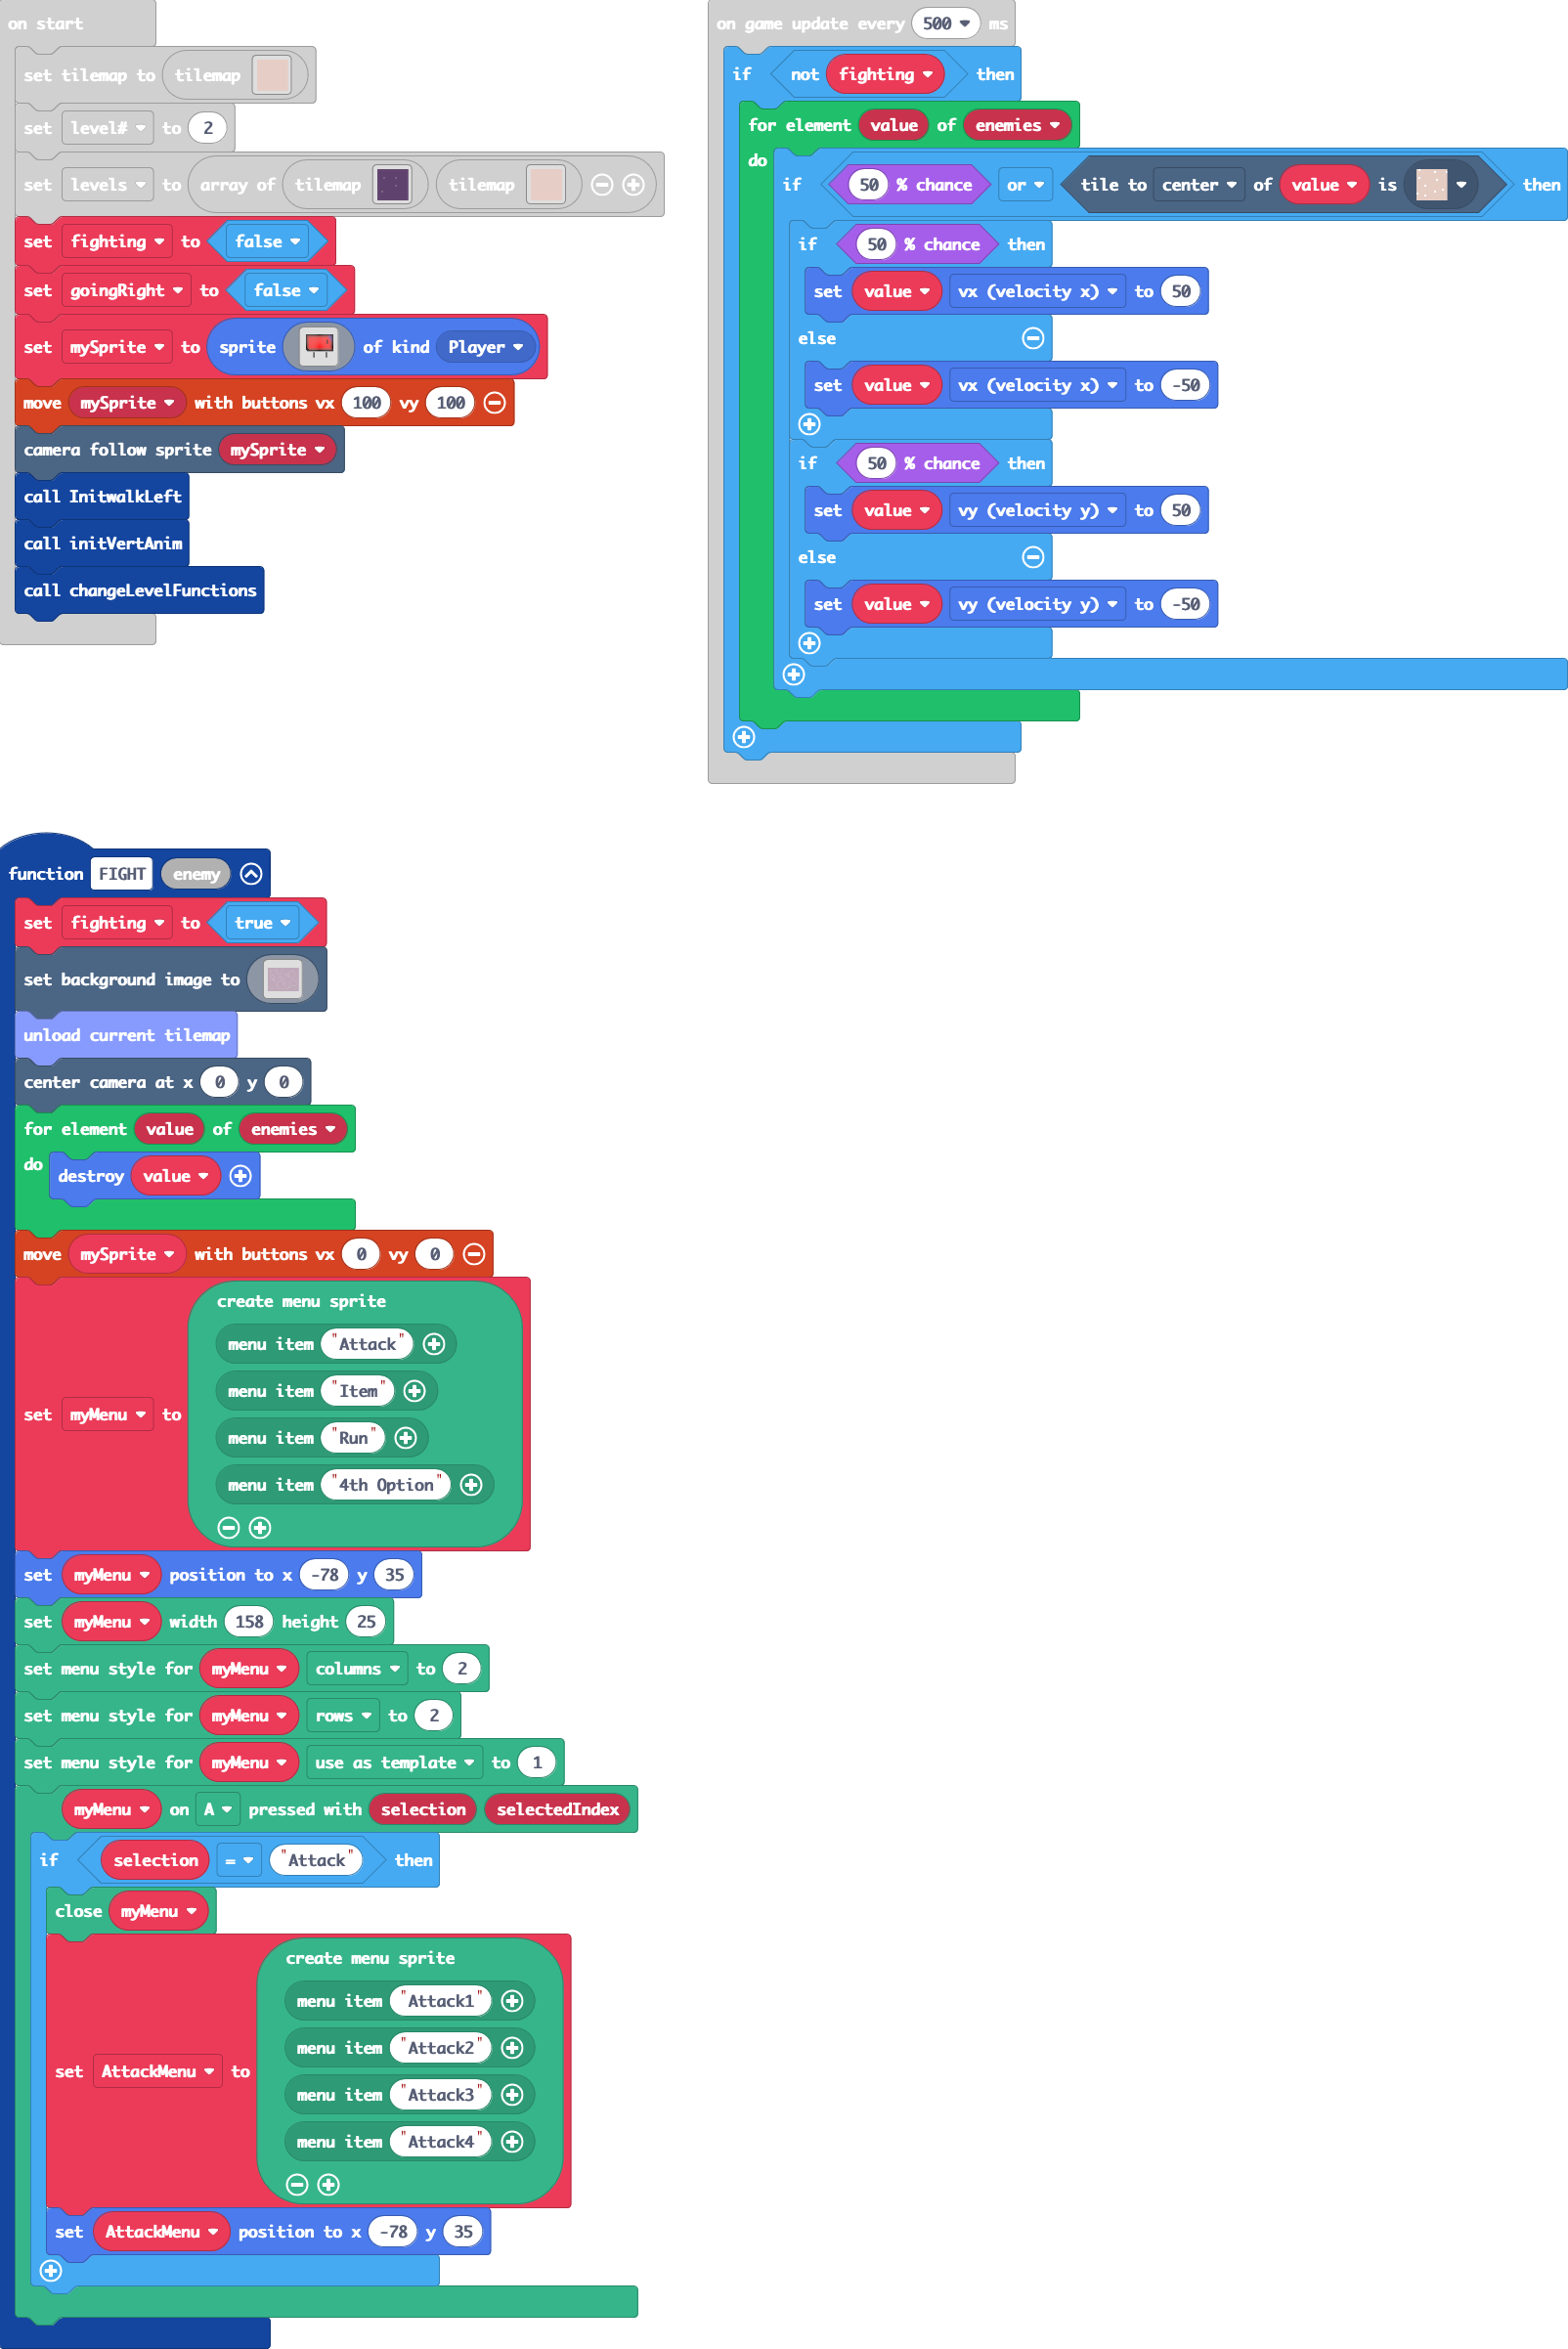 on start
set tilemap to tilemap
set level# to 2
set levels to array of tilemap tilemap
set fighting to false
set goingRight to false
set mySprite to sprite of kind Player
move mySprite with buttons vx 100 vy 100
camera follow sprite mySprite
call InitwalkLeft
call initVertAnim
call changeLevelFunctions
on game update every 500 ms
if not fighting then
for element value of enemies
do
if 50 % chance or tile to center of value is then
if 50 % chance then
set value vx (velocity x) to 50
else
set value vx (velocity x) to -50
if 50 % chance then
set value vy (velocity y) to 50
else
set value vy (velocity y) to -50
function FIGHT enemy
set fighting to true
set background image to
unload current tilemap
center camera at x 0 y 0
for element value of enemies
do destroy value
move mySprite with buttons vx 0 vy 0
create menu sprite
menu item "Attack"
menu item "Item"
set myMenu to
menu item "Run"
menu item "4th Option"
set myMenu position to x -78 y 35
set myMenu width 158 height 25
set menu style for myMenu columns to 2
set menu style for myMenu rows to 2
set menu style for myMenu use as template to 1
myMenu on A pressed with selection selectedIndex
if selection = "Attack" then
close myMenu
create menu sprite
menu item "Attack1"
menu item "Attack2"
set AttackMenu to
menu item "Attack3"
menu item "Attack4"
set AttackMenu position to x -78 y 35